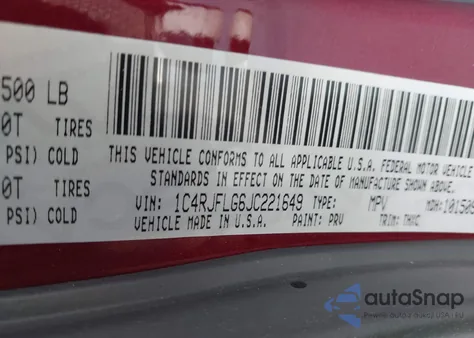 500 LB
0T TIRES
PSI) COLD
0T TIRES
PSI) COLD
THIS VEHICLE CONFORMS TO ALL APPLICABLE U.S.A. FEDERAL MOTOR VEHICLE
STANDARDS IN EFFECT ON THE DATE OF MANUFACTURE SHOWN ABOVE.
VIN: 1C4RJFLG6JC221649 TYPE: MPV MDH: 101504
VEHICLE MADE IN U.S.A. PAINT: PRV TRIM:
autoSnap